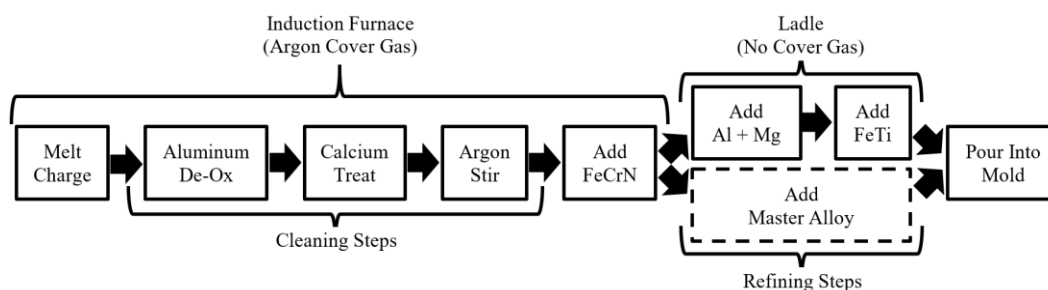 Induction Furnace
(Argon Cover Gas)
Ladle
(No Cover Gas)
Melt
Charge
Aluminum
De-Ox
Calcium
Treat
Argon
Stir
Add
FeCrN
Add
Al + Mg
Add
FeTi
Add
Master Alloy
Pour Into
Mold
Cleaning Steps
Refining Steps